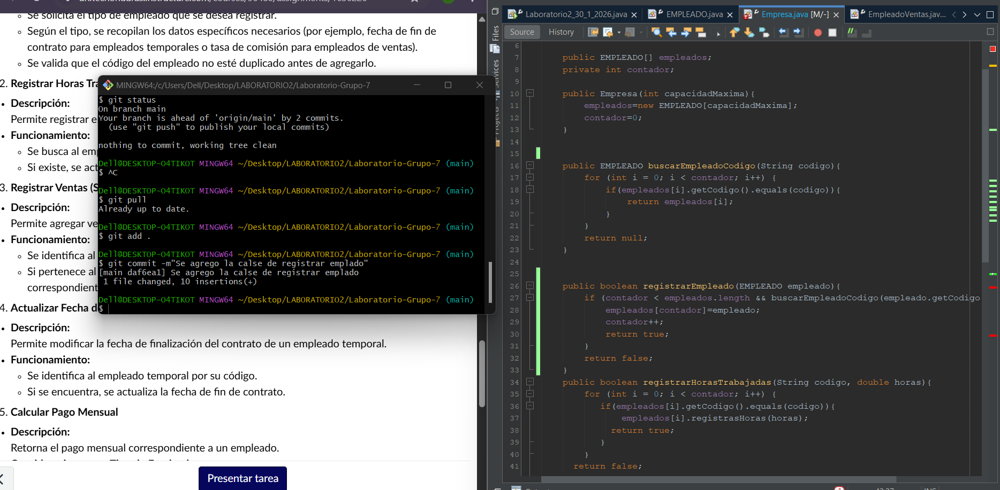 Se solicita el tipo de empleado que se desea registrar.
Según el tipo, se recopilan los datos específicos necesarios (por ejemplo, fecha de fin de
contrato para empleados temporales o tasa de comisión para empleados de ventas).
Se valida que el código del empleado no esté duplicado antes de agregarlo.
2. Registrar Horas Tra
Descripción:
Permite registrar e
Funcionamiento:
Se busca al em
Si existe, se act
3. Registrar Ventas (S
Descripción:
Permite agregar ve
Funcionamiento:
Se identifica al
Si pertenece al
correspondient
4. Actualizar Fecha d
Descripción:
Permite modificar la fecha de finalización del contrato de un empleado temporal.
Funcionamiento:
Se identifica al empleado temporal por su código.
Si se encuentra, se actualiza la fecha de fin de contrato.
5. Calcular Pago Mensual
Descripción:
Retorna el pago mensual correspondiente a un empleado.
Presentar tarea
MINGW64:/c/Users/Dell/Desktop/LABORATORIO2/Laboratorio-Grupo-7
$ git status
On branch main
Your branch is ahead of 'origin/main' by 2 commits.
(use "git push" to publish your local commits)
nothing to commit, working tree clean
Dell@DESKTOP-O4TIKOT MINGW64 ~/Desktop/LABORATORIO2/Laboratorio-Grupo-7 (main)
$ ^C
Dell@DESKTOP-O4TIKOT MINGW64 ~/Desktop/LABORATORIO2/Laboratorio-Grupo-7 (main)
$ git pull
Already up to date.
Dell@DESKTOP-O4TIKOT MINGW64 ~/Desktop/LABORATORIO2/Laboratorio-Grupo-7 (main)
$ git add .
Dell@DESKTOP-O4TIKOT MINGW64 ~/Desktop/LABORATORIO2/Laboratorio-Grupo-7 (main)
$ git commit -m"Se agrego la calse de registrar emplado"
[main daf6ea1] Se agrego la calse de registrar emplado
1 file changed, 10 insertions(+)
Dell@DESKTOP-O4TIKOT MINGW64 ~/Desktop/LABORATORIO2/Laboratorio-Grupo-7 (main)
$
Files
Services
Projects
Laboratorio2_30_1_2026.java EMPLEADO.java Empresa.java [M/-] EmpleadoVentas.jav...
Source History
6
7 public EMPLEADO[] empleados;
8 private int contador;
9
10 public Empresa(int capacidadMaxima){
11 empleados=new EMPLEADO[capacidadMaxima];
12 contador=0;
13 }
14
15
16 public EMPLEADO buscarEmpleadoCodigo(String codigo){
17 for (int i = 0; i < contador; i++) {
18 if(empleados[i].getCodigo().equals(codigo)){
19 return empleados[i];
20 }
21 }
22 return null;
23 }
24
25
26 public boolean registrarEmpleado(EMPLEADO empleado){
27 if (contador < empleados.length && buscarEmpleadoCodigo(empleado.getCodigo
28 empleados[contador]=empleado;
29 contador++;
30 return true;
31 }
32 return false;
33 }
34 public boolean registrarHorasTrabajadas(String codigo, double horas){
35 for (int i = 0; i < contador; i++) {
36 if(empleados[i].getCodigo().equals(codigo)){
37 empleados[i].registrasHoras(horas);
38 return true;
39 }
40 }
41 return false;